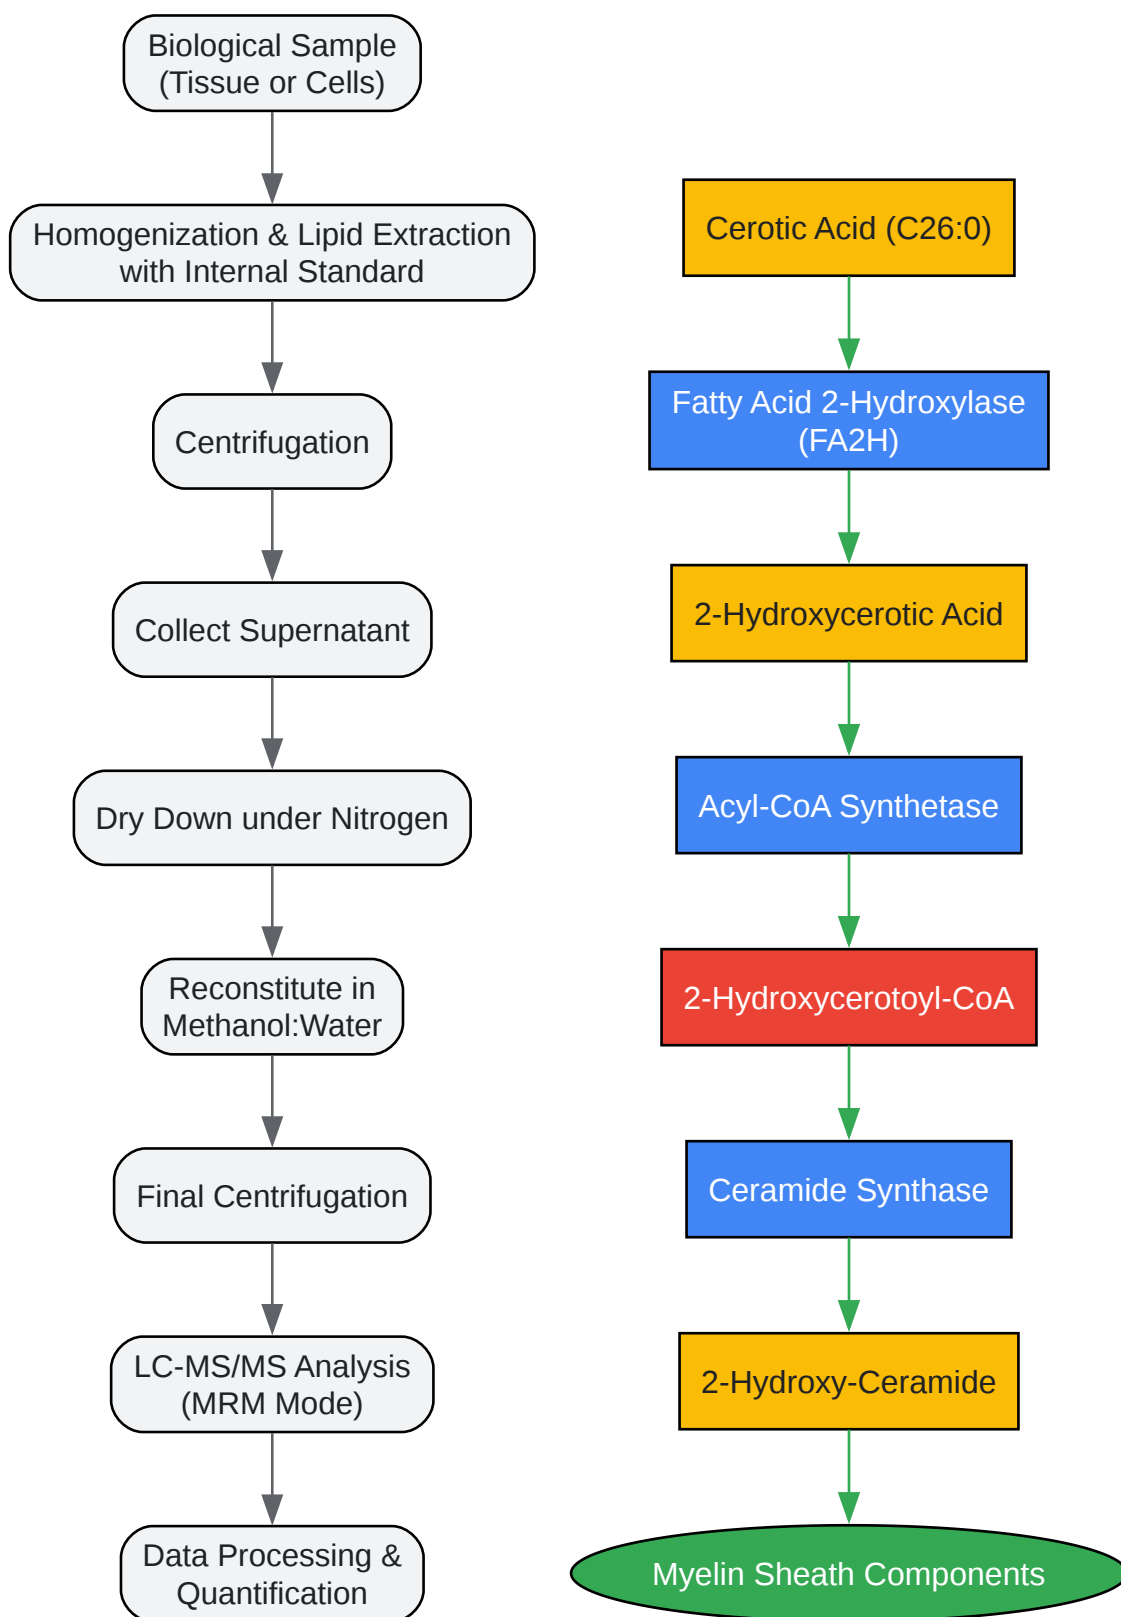 Biological Sample
(Tissue or Cells)
Homogenization & Lipid Extraction
with Internal Standard
Centrifugation
Collect Supernatant
Dry Down under Nitrogen
Reconstitute in
Methanol:Water
Final Centrifugation
LC-MS/MS Analysis
(MRM Mode)
Data Processing &
Quantification
Cerotic Acid (C26:0)
Fatty Acid 2-Hydroxylase
(FA2H)
2-Hydroxycerotic Acid
Acyl-CoA Synthetase
2-Hydroxycerotoyl-CoA
Ceramide Synthase
2-Hydroxy-Ceramide
Myelin Sheath Components